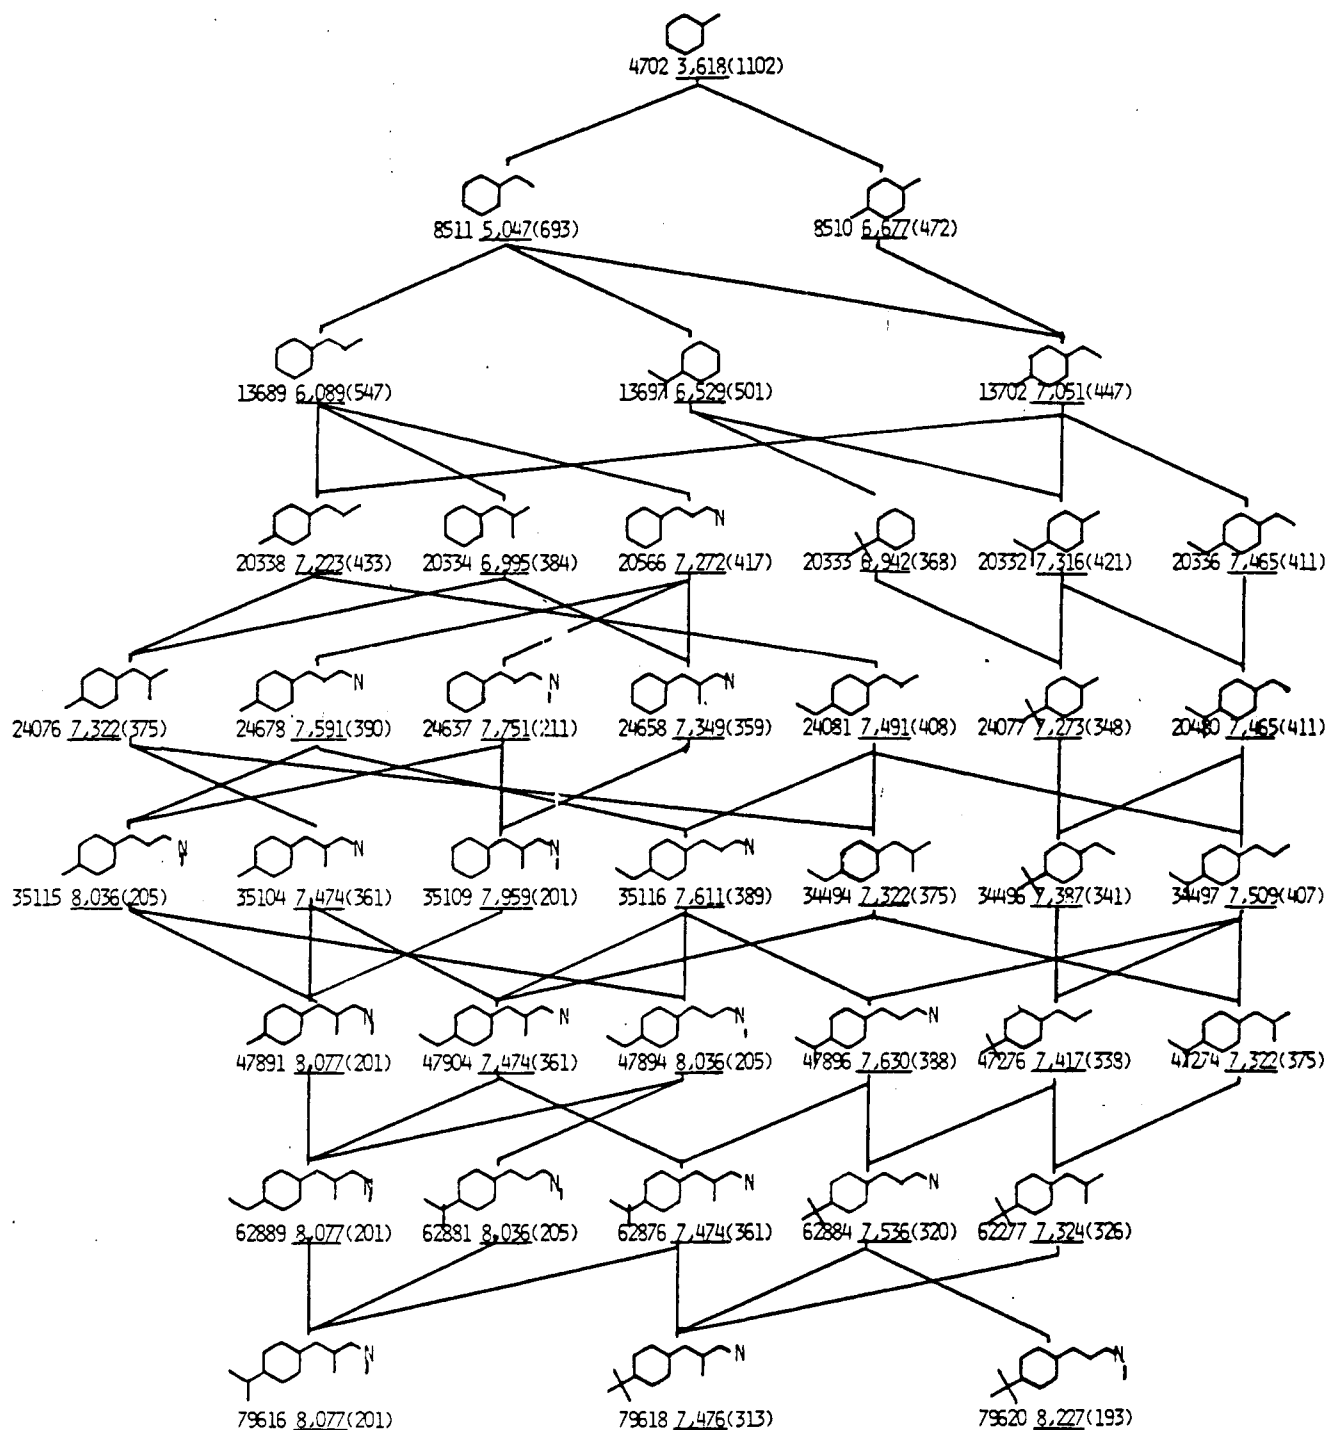 4702 3,618(1102)
8511 5,047(693) 8510 6,677(472)
13689 6,089(547) 13697 6,529(501) 13702 7,051(447)
N
20338 7,223(433) 20334 6,995(384) 20566 7,272(417) 20333 6,942(368) 20332 7,316(421) 20336 7,465(411)
N N N
24076 7,322(375) 24678 7,591(390) 24637 7,751(211) 24658 7,349(359) 24081 7,491(408) 24077 7,273(348) 20480 7,465(411)
N N N N
35115 8,036(205) 35104 7,474(361) 35109 7,959(201) 35116 7,611(389) 34494 7,322(375) 34496 7,387(341) 34497 7,509(407)
N N N N
47891 8,077(201) 47904 7,474(361) 47894 8,036(205) 47896 7,630(388) 47276 7,417(338) 47274 7,322(375)
N N N N
62889 8,077(201) 62881 8,036(205) 62876 7,474(361) 62884 7,536(320) 62277 7,324(326)
N N N
79616 8,077(201) 79618 7,476(313) 79620 8,227(193)